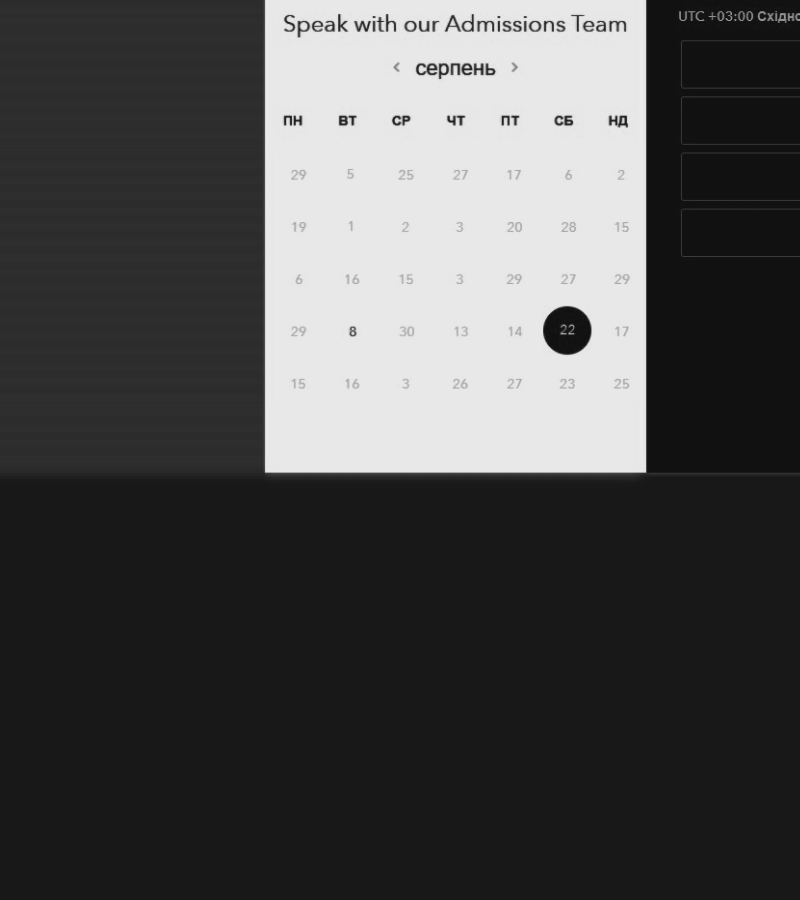 Speak with our Admissions Team
UTC +03:00 Східно
‹ серпень ›
ПН ВТ СР ЧТ ПТ СБ НД
29 5 25 27 17 6 2
19 1 2 3 20 28 15
6 16 15 3 29 27 29
29 8 30 13 14 22 17
15 16 3 26 27 23 25